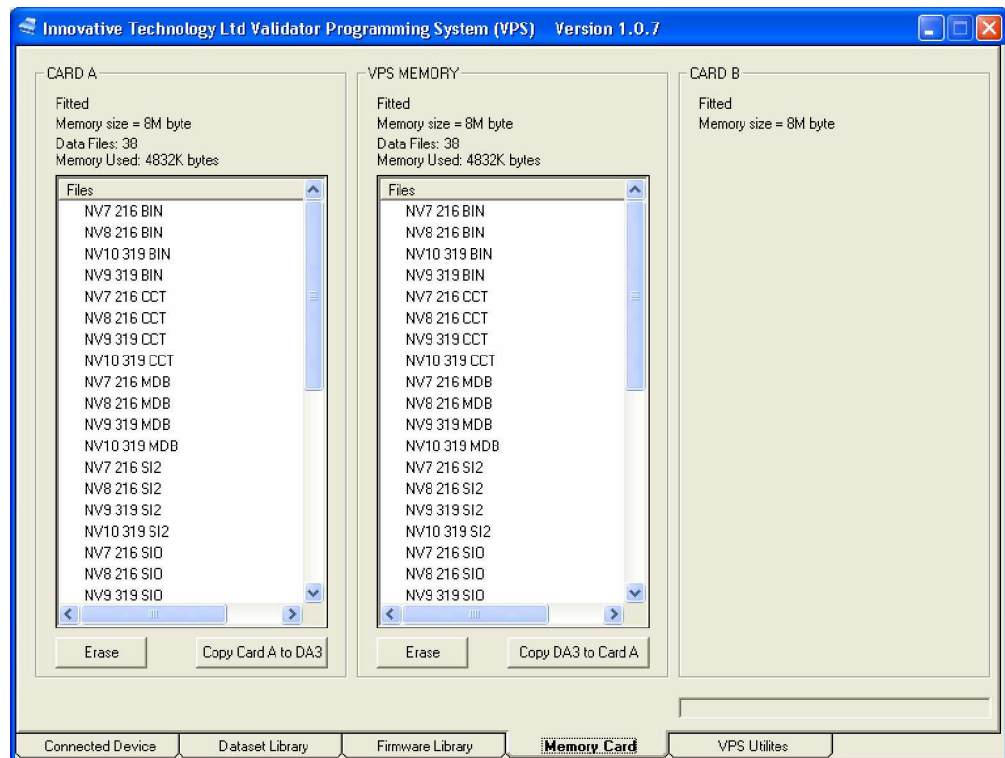 Innovative Technology Ltd Validator Programming System (VPS) Version 1.0.7
CARD A
Fitted
Memory size = 8M byte
Data Files: 38
Memory Used: 4832K bytes
Files
NV7 216 BIN
NV8 216 BIN
NV10 319 BIN
NV9 319 BIN
NV7 216 CCT
NV8 216 CCT
NV9 319 CCT
NV10 319 CCT
NV7 216 MDB
NV8 216 MDB
NV9 319 MDB
NV10 319 MDB
NV7 216 SI2
NV8 216 SI2
NV9 319 SI2
NV10 319 SI2
NV7 216 SIO
NV8 216 SIO
NV9 319 SIO
Erase
Copy Card A to DA3
VPS MEMORY
Fitted
Memory size = 8M byte
Data Files: 38
Memory Used: 4832K bytes
Files
NV7 216 BIN
NV8 216 BIN
NV10 319 BIN
NV9 319 BIN
NV7 216 CCT
NV8 216 CCT
NV9 319 CCT
NV10 319 CCT
NV7 216 MDB
NV8 216 MDB
NV9 319 MDB
NV10 319 MDB
NV7 216 SI2
NV8 216 SI2
NV9 319 SI2
NV10 319 SI2
NV7 216 SIO
NV8 216 SIO
NV9 319 SIO
Erase
Copy DA3 to Card A
CARD B
Fitted
Memory size = 8M byte
Connected Device
Dataset Library
Firmware Library
Memory Card
VPS Utilites